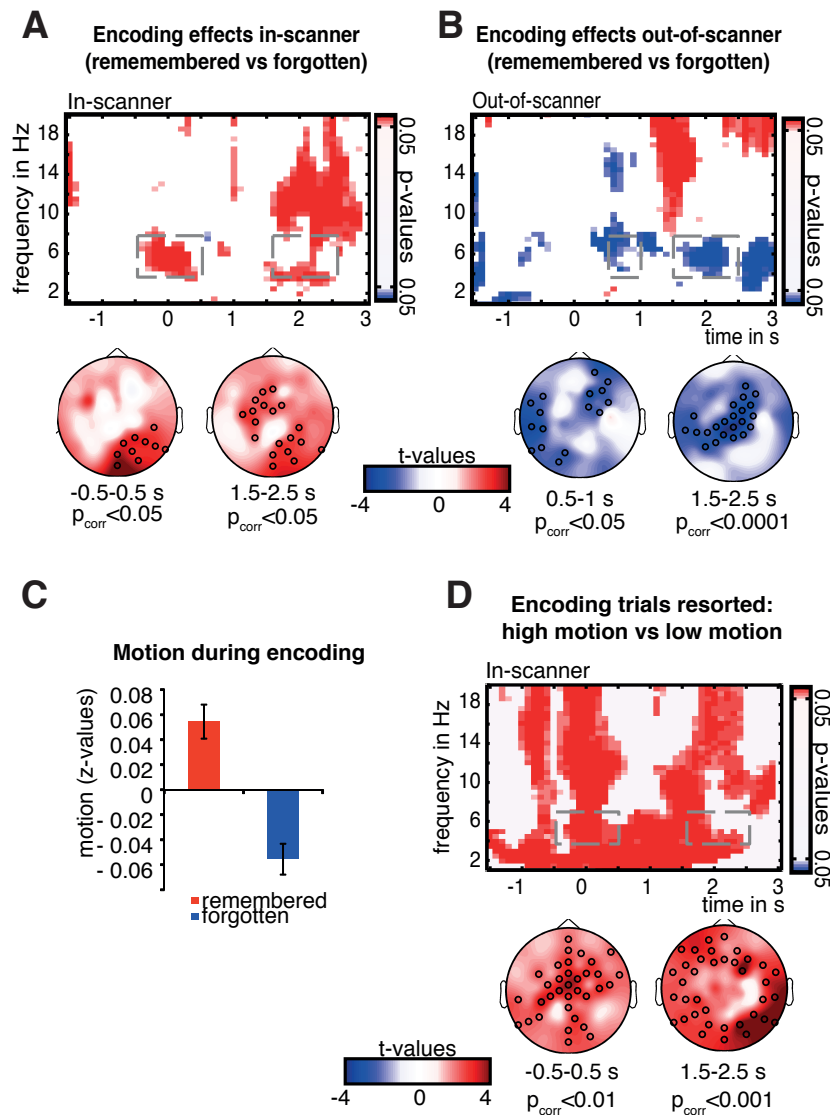 A
Encoding effects in-scanner
(rememembered vs forgotten)
In-scanner
frequency in Hz
18
14
10
6
2
-1 0 1 2 3
0.05
p-values
0.05
-0.5-0.5 s
pcorr<0.05
1.5-2.5 s
pcorr<0.05
B
Encoding effects out-of-scanner
(rememembered vs forgotten)
Out-of-scanner
18
14
10
6
2
-1 0 1 2 3
time in s
0.05
p-values
0.05
0.5-1 s
pcorr<0.05
1.5-2.5 s
pcorr<0.0001
t-values
-4 0 4
C
Motion during encoding
motion (z-values)
0.08
0.06
0.04
0.02
0
- 0.02
- 0.04
- 0.06
remembered
forgotten
D
Encoding trials resorted:
high motion vs low motion
In-scanner
frequency in Hz
18
14
10
6
2
-1 0 1 2 3
time in s
0.05
p-values
0.05
t-values
-4 0 4
-0.5-0.5 s
pcorr<0.01
1.5-2.5 s
pcorr<0.001